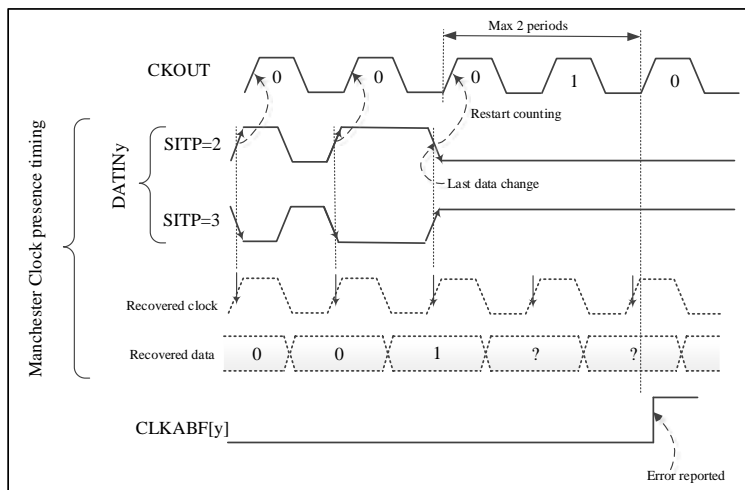 Max 2 periods
CKOUT
0 0 0 1 0
Restart counting
Manchester Clock presence timing
DATINy
SITP=2
Last data change
SITP=3
Recovered clock
Recovered data
0 0 1 ? ?
CLKABF[y]
Error reported